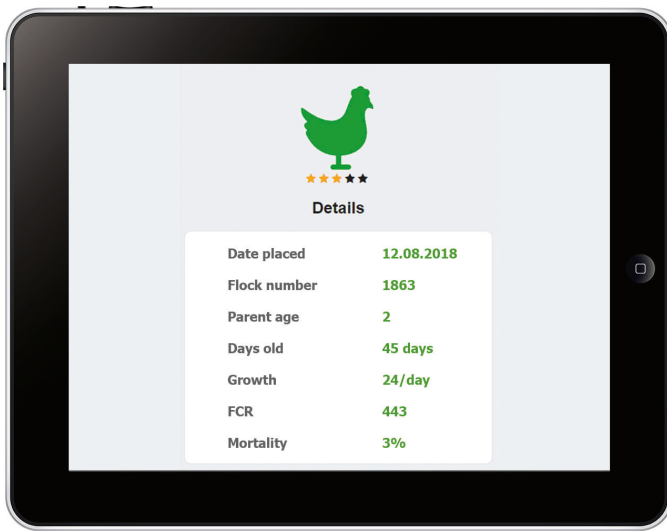 Details
Date placed 12.08.2018
Flock number 1863
Parent age 2
Days old 45 days
Growth 24/day
FCR 443
Mortality 3%